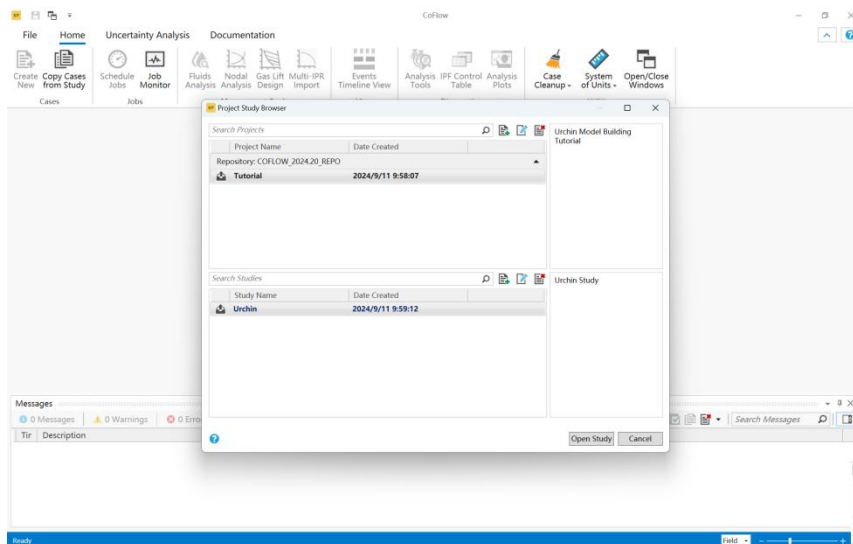 CoFlow
File Home Uncertainty Analysis Documentation
Create New
Copy Cases from Study
Schedule Jobs
Job Monitor
Fluids Analysis
Nodal Analysis
Gas Lift Design
Multi-IPR Import
Events Timeline View
Analysis Tools
IPF Control Table
Analysis Plots
Case Cleanup
System of Units
Open/Close Windows
Cases
Jobs
Project Study Browser
Search Projects
Project Name Date Created
Repository: COFLOW_2024.20_REPO
Tutorial 2024/9/11 9:58:07
Urchin Model Building
Tutorial
Search Studies
Study Name Date Created
Urchin 2024/9/11 9:59:12
Urchin Study
Open Study Cancel
Messages
0 Messages 0 Warnings 0 Erro
Search Messages
Tir Description
Ready
Field